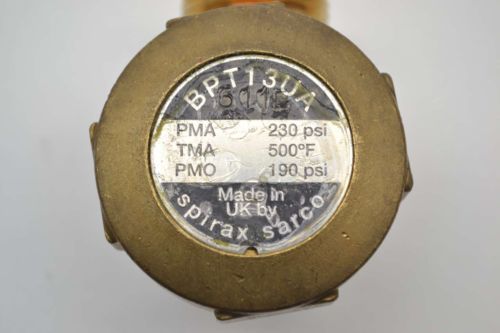 BPT13UA
PMA 230 psi
TMA 500°F
PMO 190 psi
Made in
UK by
spirax sarco